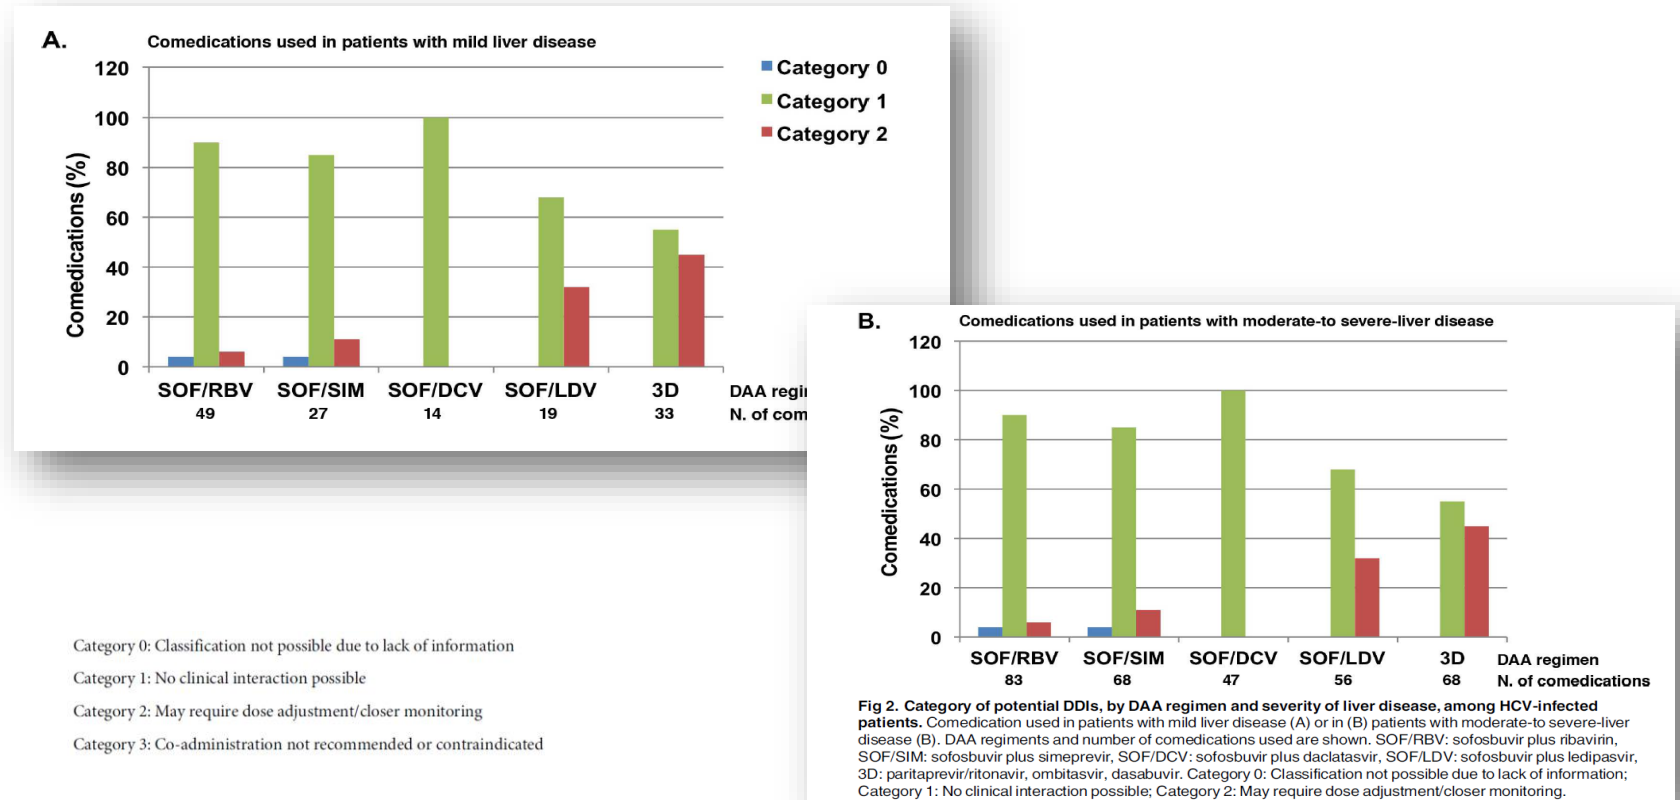 A.
Comedications used in patients with mild liver disease
Category 0
Category 1
Category 2
Comedications (%)
120
100
80
60
40
20
0
SOF/RBV SOF/SIM SOF/DCV SOF/LDV 3D DAA regi
49 27 14 19 33 N. of com
B.
Comedications used in patients with moderate-to severe-liver disease
Comedications (%)
120
100
80
60
40
20
0
SOF/RBV SOF/SIM SOF/DCV SOF/LDV 3D DAA regimen
83 68 47 56 68 N. of comedications
Fig 2. Category of potential DDIs, by DAA regimen and severity of liver disease, among HCV-infected
patients. Comedication used in patients with mild liver disease (A) or in (B) patients with moderate-to severe-liver
disease (B). DAA regiments and number of comedications used are shown. SOF/RBV: sofosbuvir plus ribavirin,
SOF/SIM: sofosbuvir plus simeprevir, SOF/DCV: sofosbuvir plus daclatasvir, SOF/LDV: sofosbuvir plus ledipasvir,
3D: paritaprevir/ritonavir, ombitasvir, dasabuvir. Category 0: Classification not possible due to lack of information;
Category 1: No clinical interaction possible; Category 2: May require dose adjustment/closer monitoring.
Category 0: Classification not possible due to lack of information
Category 1: No clinical interaction possible
Category 2: May require dose adjustment/closer monitoring
Category 3: Co-administration not recommended or contraindicated